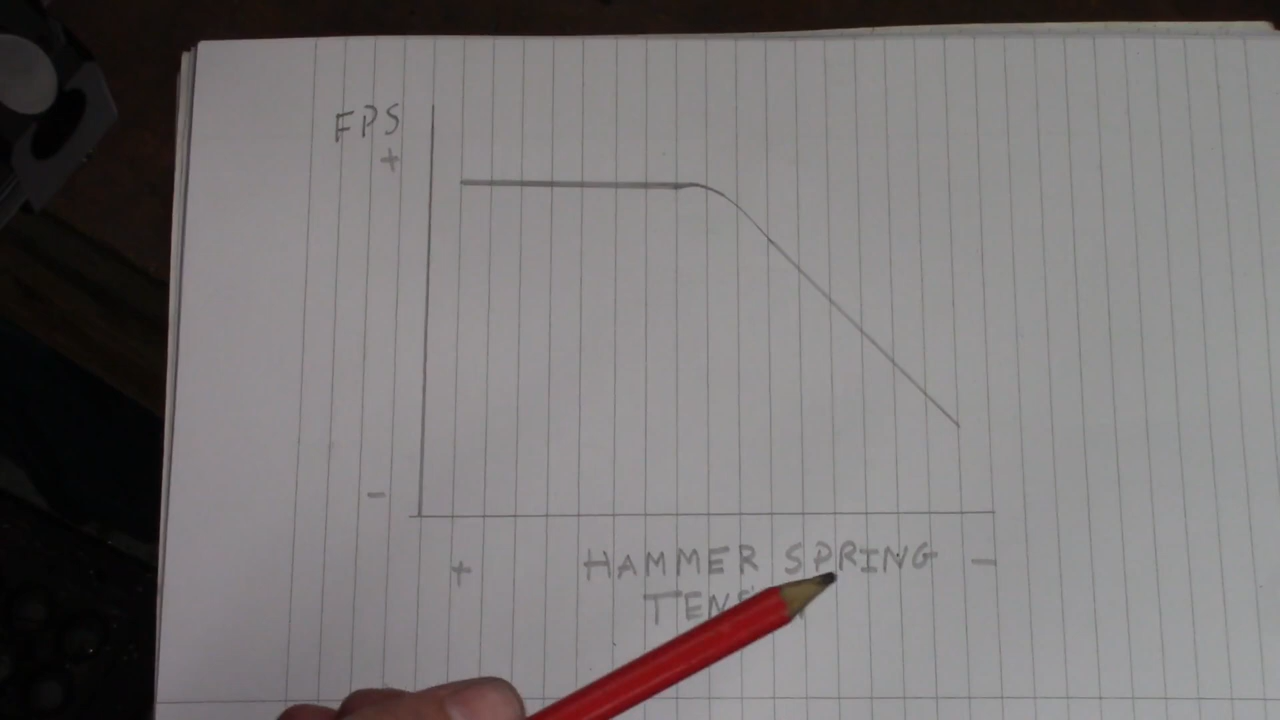 FPS
+
-
+ HAMMER SPRING -